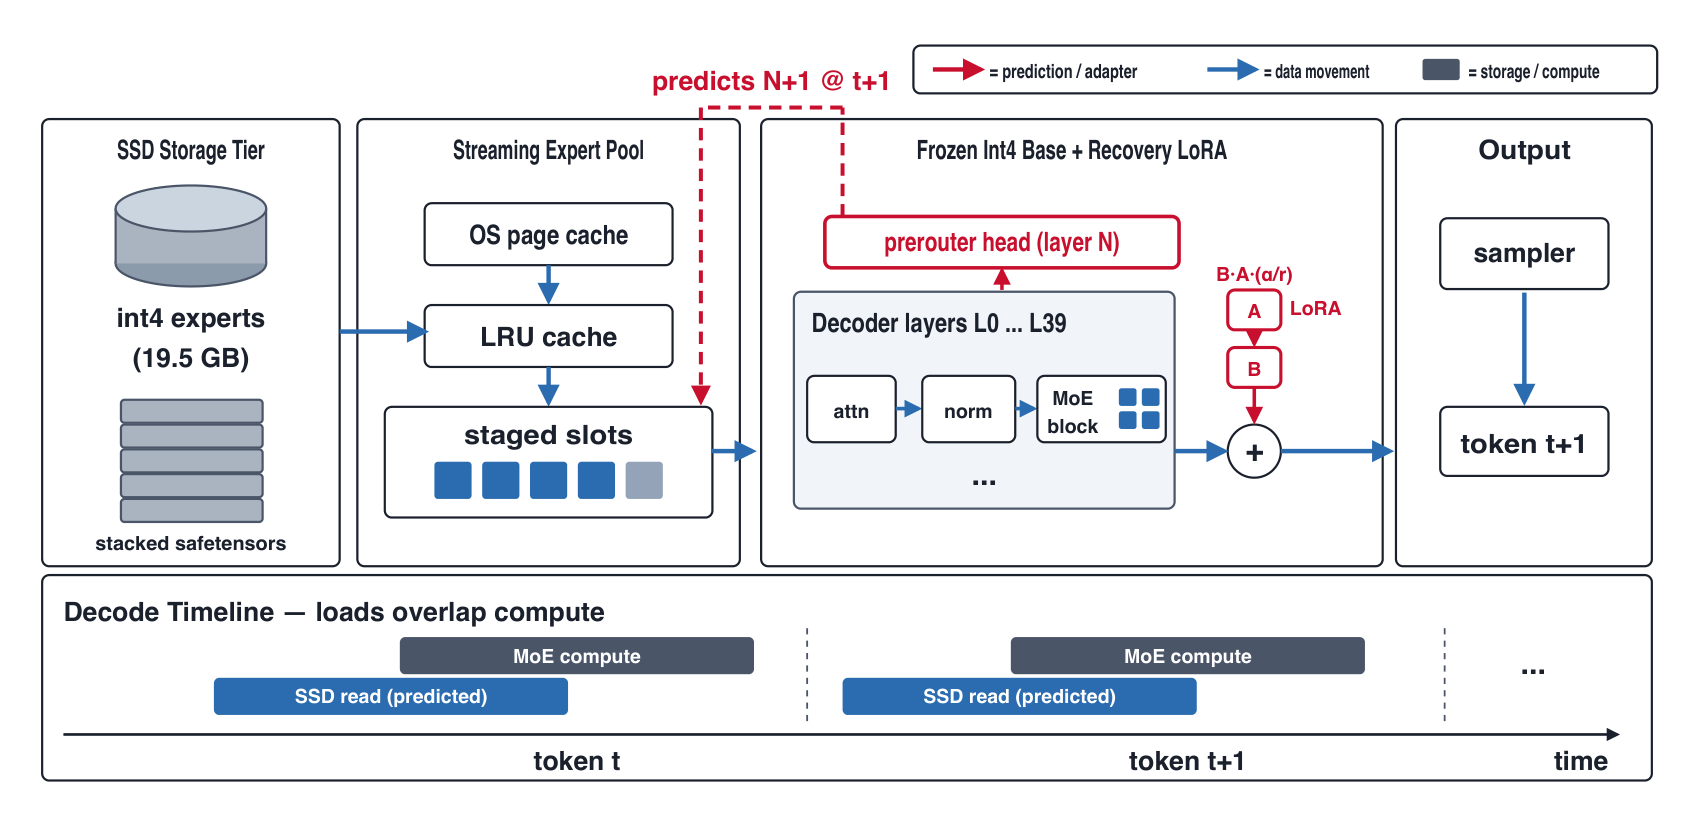 predicts N+1 @ t+1
= prediction / adapter
= data movement
= storage / compute
SSD Storage Tier
int4 experts
(19.5 GB)
stacked safetensors
Streaming Expert Pool
OS page cache
LRU cache
staged slots
Frozen Int4 Base + Recovery LoRA
prerouter head (layer N)
Decoder layers L0 ... L39
attn
norm
MoE
block
...
B·A·(α/r)
A
LoRA
B
+
Output
sampler
token t+1
Decode Timeline — loads overlap compute
MoE compute
SSD read (predicted)
MoE compute
SSD read (predicted)
...
token t
token t+1
time